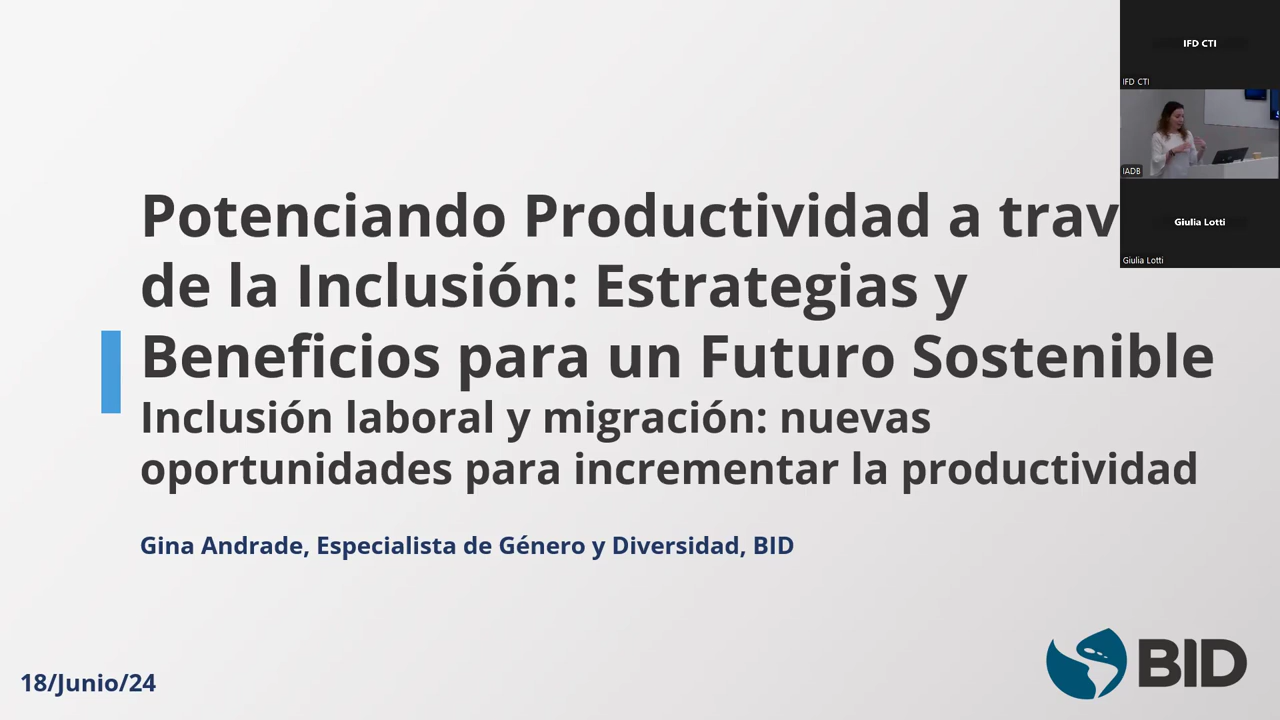 IFD CTI
IFD CTI
IADB
Giulia Lotti
Giulia Lotti
Potenciando Productividad a trav
de la Inclusión: Estrategias y
Beneficios para un Futuro Sostenible
Inclusión laboral y migración: nuevas
oportunidades para incrementar la productividad
Gina Andrade, Especialista de Género y Diversidad, BID
18/Junio/24
BID